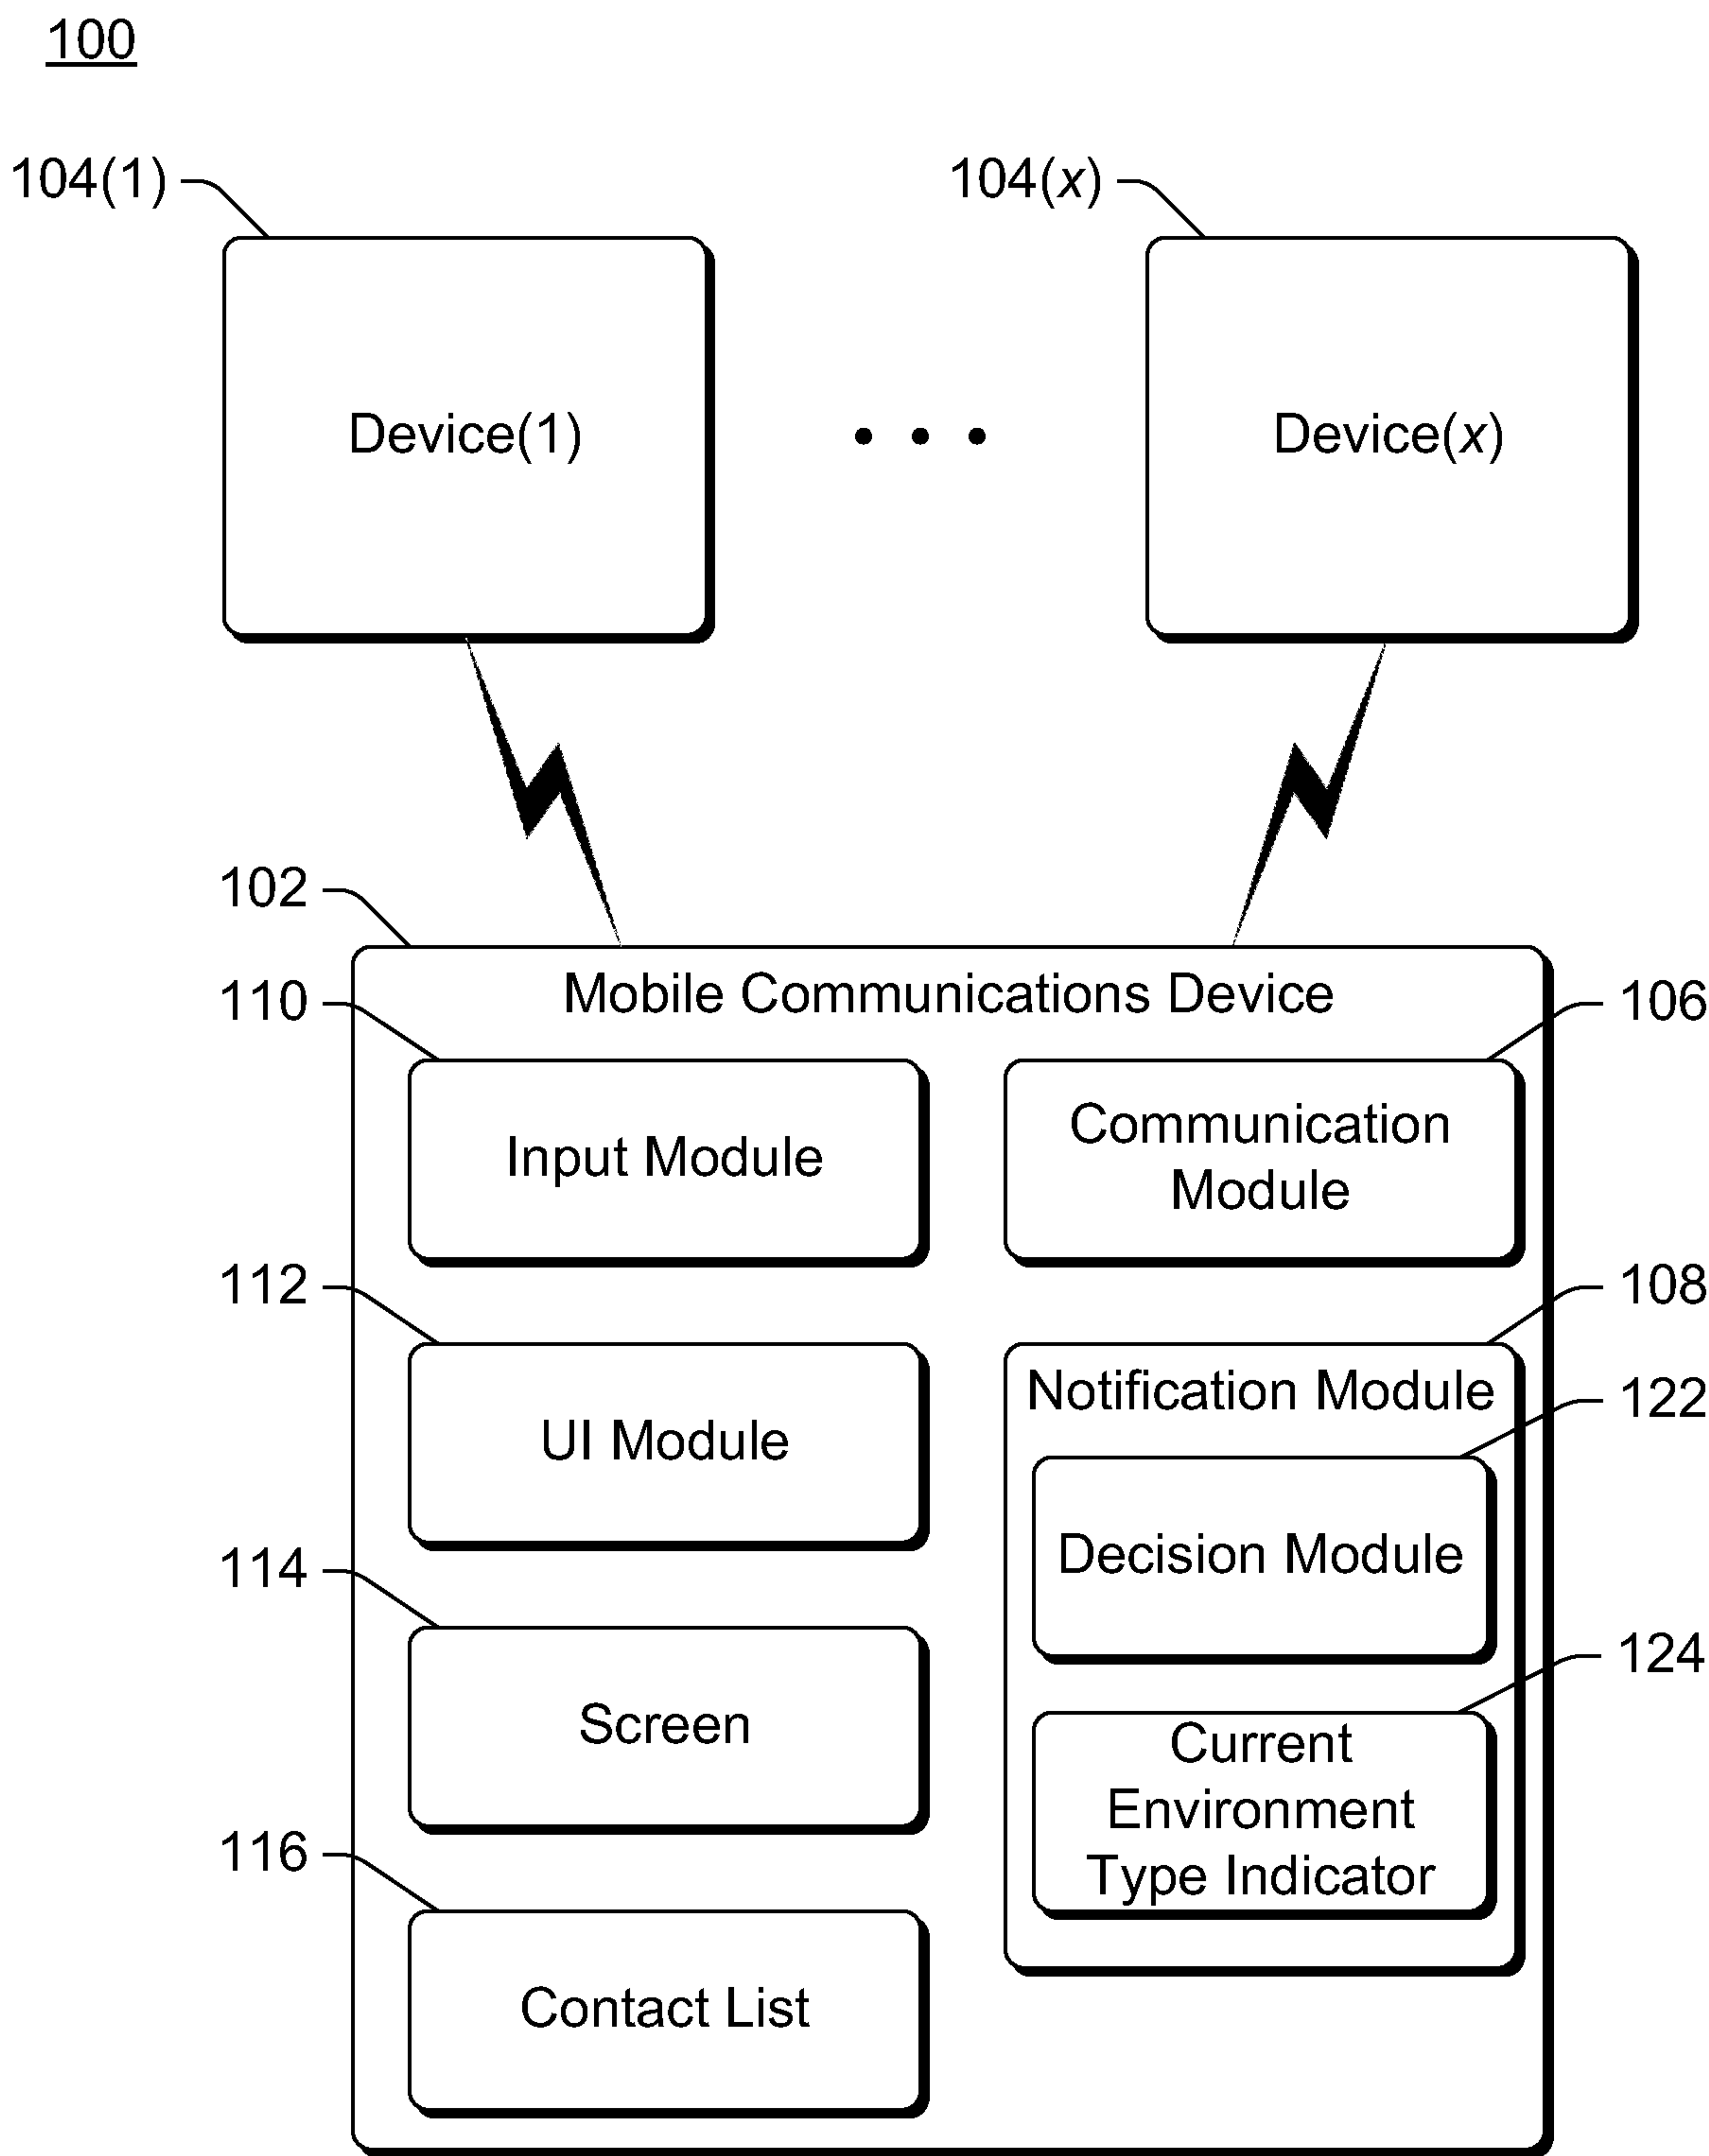 100
104(1)
104(x)
Device(1)
Device(x)
102
Mobile Communications Device
110
106
Input Module
Communication
Module
112
108
UI Module
Notification Module
122
Decision Module
114
124
Screen
Current
Environment
Type Indicator
116
Contact List